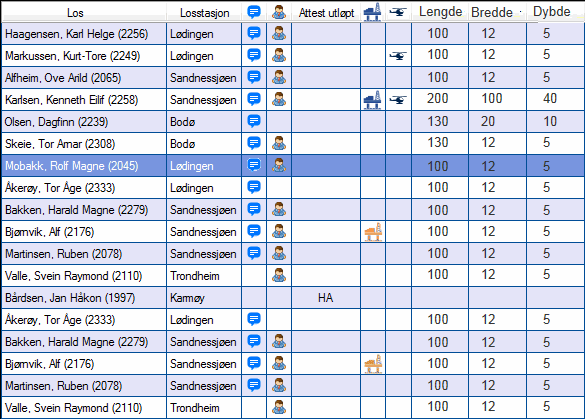 Los Losstasjon Attest utløpt Lengde Bredde Dybde
Haagensen, Karl Helge (2256) Lødingen 100 12 5
Markussen, Kurt-Tore (2249) Lødingen 100 12 5
Alfheim, Ove Arild (2065) Sandnessjøen 100 12 5
Karlsen, Kenneth Eilif (2258) Sandnessjøen 200 100 40
Olsen, Dagfinn (2239) Bodø 130 20 10
Skeie, Tor Amar (2308) Bodø 130 12 5
Mobakk, Rolf Magne (2045) Lødingen 100 12 5
Åkerøy, Tor Åge (2333) Lødingen 100 12 5
Bakken, Harald Magne (2279) Sandnessjøen 100 12 5
Bjørnvik, Alf (2176) Sandnessjøen 100 12 5
Martinsen, Ruben (2078) Sandnessjøen 100 12 5
Valle, Svein Raymond (2110) Trondheim 100 12 5
Bårdsen, Jan Håkon (1997) Karmøy HA
Åkerøy, Tor Åge (2333) Lødingen 100 12 5
Bakken, Harald Magne (2279) Sandnessjøen 100 12 5
Bjørnvik, Alf (2176) Sandnessjøen 100 12 5
Martinsen, Ruben (2078) Sandnessjøen 100 12 5
Valle, Svein Raymond (2110) Trondheim 100 12 5